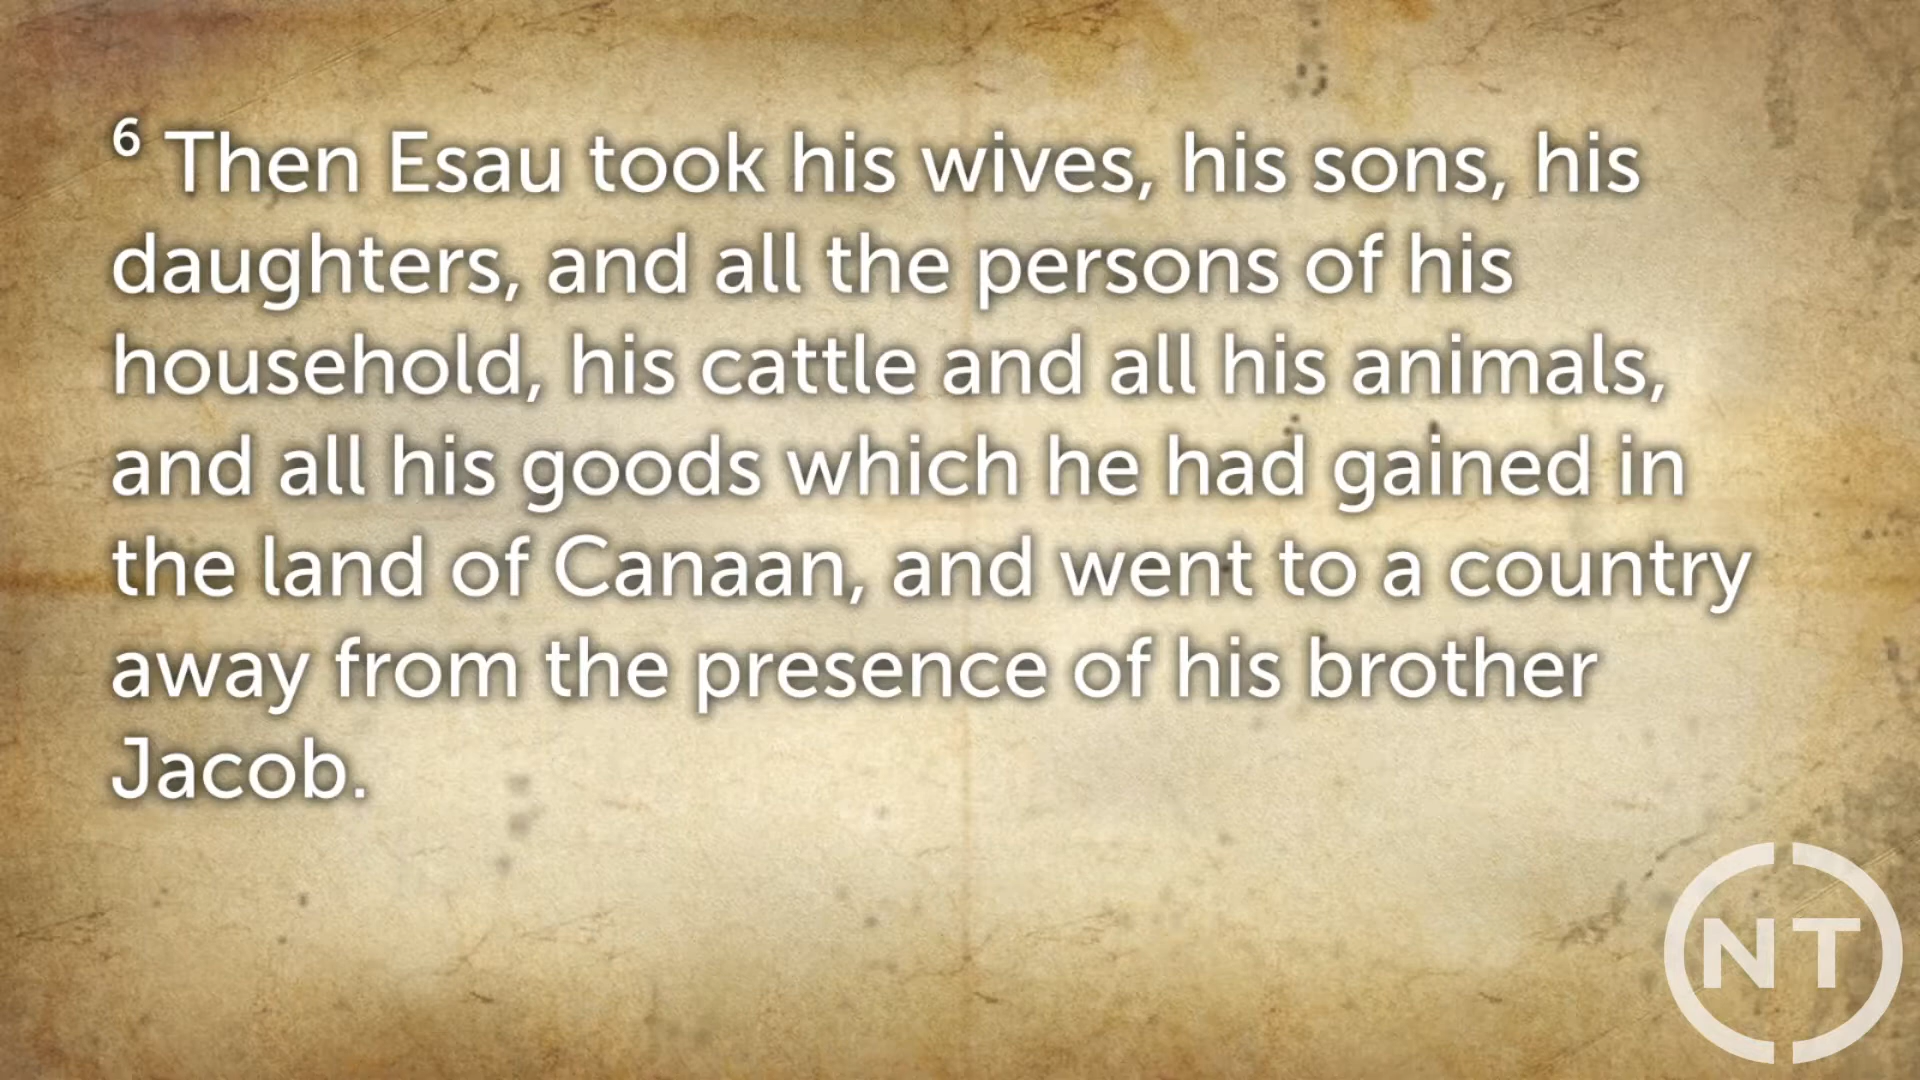 6 Then Esau took his wives, his sons, his
daughters, and all the persons of his
household, his cattle and all his animals,
and all his goods which he had gained in
the land of Canaan, and went to a country
away from the presence of his brother
Jacob.
NT